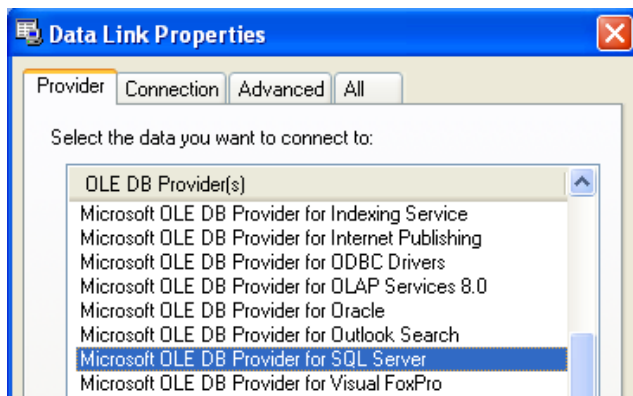 Data Link Properties
Provider Connection Advanced All
Select the data you want to connect to:
OLE DB Provider(s)
Microsoft OLE DB Provider for Indexing Service
Microsoft OLE DB Provider for Internet Publishing
Microsoft OLE DB Provider for ODBC Drivers
Microsoft OLE DB Provider for OLAP Services 8.0
Microsoft OLE DB Provider for Oracle
Microsoft OLE DB Provider for Outlook Search
Microsoft OLE DB Provider for SQL Server
Microsoft OLE DB Provider for Visual FoxPro